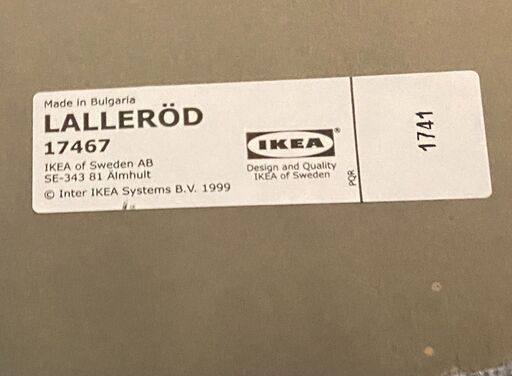 Made in Bulgaria
LALLERÖD
17467
IKEA of Sweden AB
SE-343 81 Älmhult
© Inter IKEA Systems B.V. 1999
IKEA®
Design and Quality
IKEA of Sweden
PQR
1741